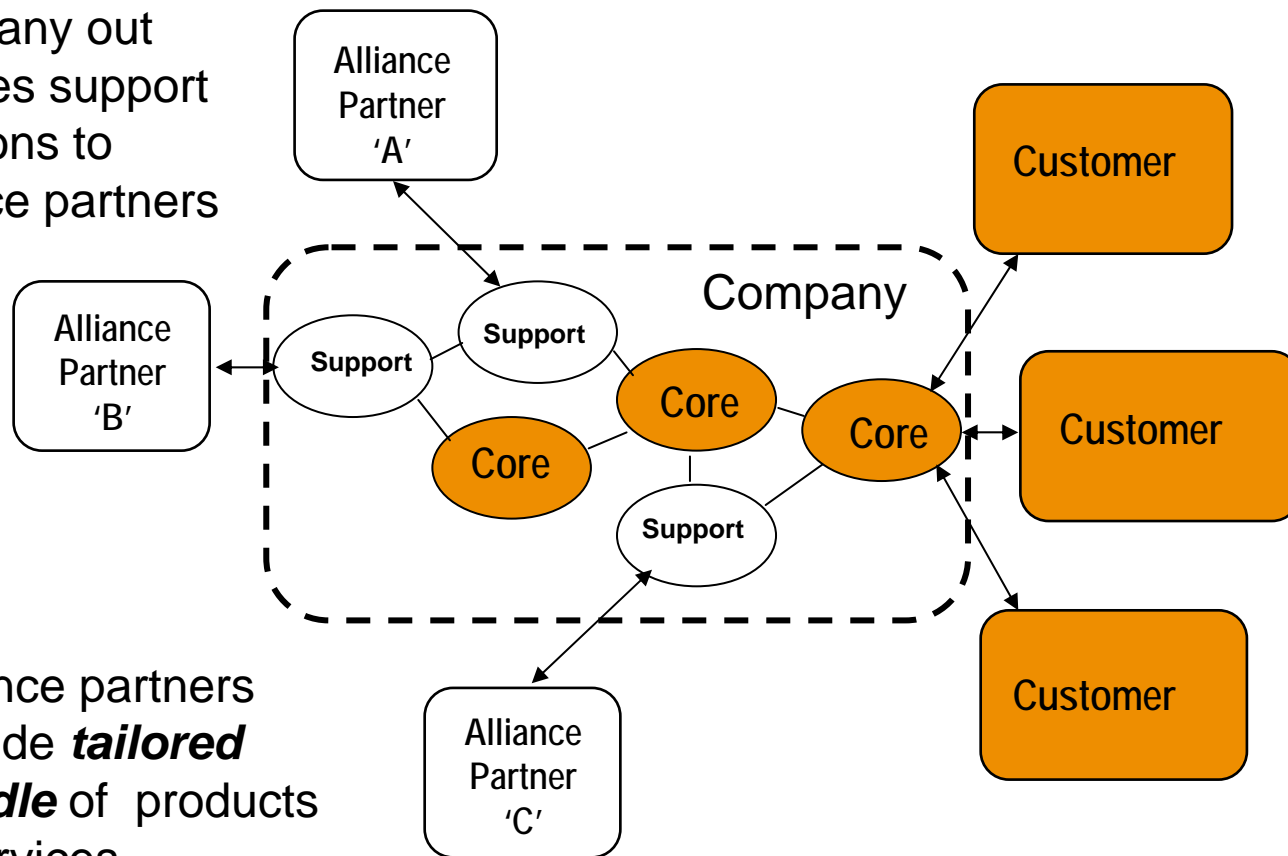 any out
es support
ons to
ce partners
Alliance
Partner
‘A’
Customer
Company
Alliance
Partner
‘B’
Support
Support
Core
Core
Core
Customer
Support
nce partners
de tailored
dle of products
rvices
Alliance
Partner
‘C’
Customer